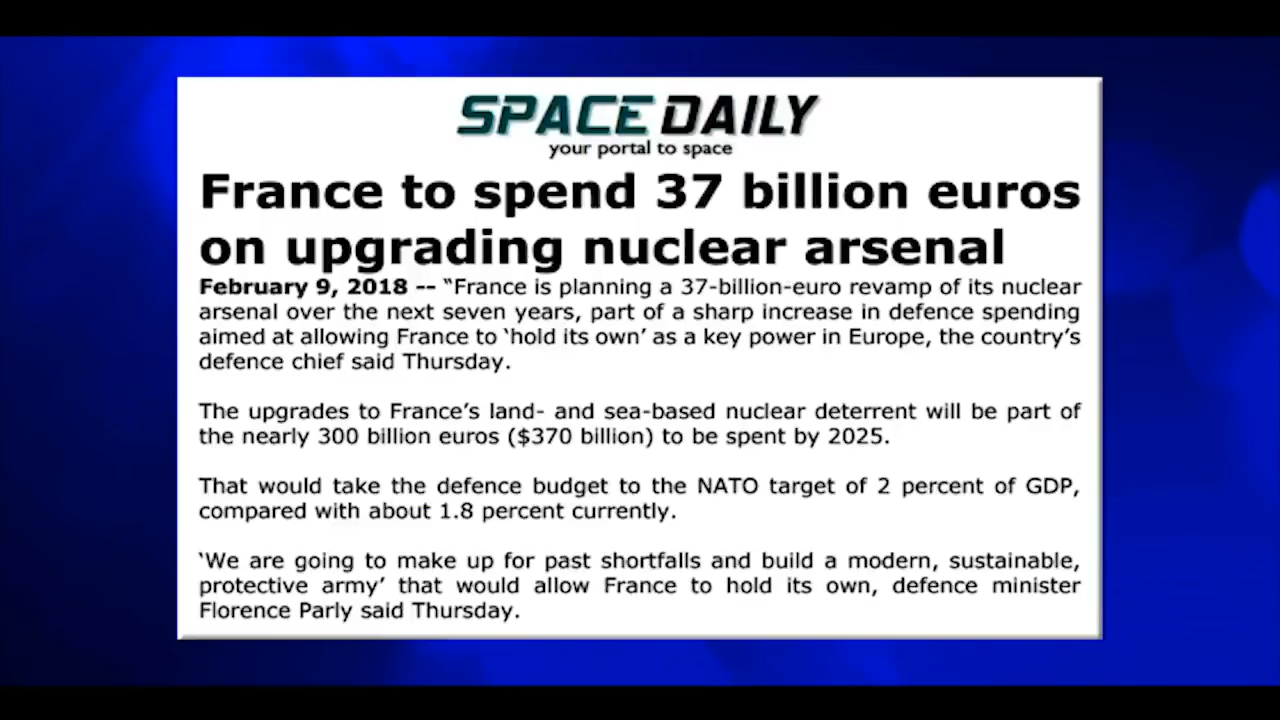 SPACE DAILY
your portal to space
France to spend 37 billion euros
on upgrading nuclear arsenal
February 9, 2018 -- “France is planning a 37-billion-euro revamp of its nuclear
arsenal over the next seven years, part of a sharp increase in defence spending
aimed at allowing France to ‘hold its own’ as a key power in Europe, the country’s
defence chief said Thursday.
The upgrades to France’s land- and sea-based nuclear deterrent will be part of
the nearly 300 billion euros ($370 billion) to be spent by 2025.
That would take the defence budget to the NATO target of 2 percent of GDP,
compared with about 1.8 percent currently.
‘We are going to make up for past shortfalls and build a modern, sustainable,
protective army’ that would allow France to hold its own, defence minister
Florence Parly said Thursday.